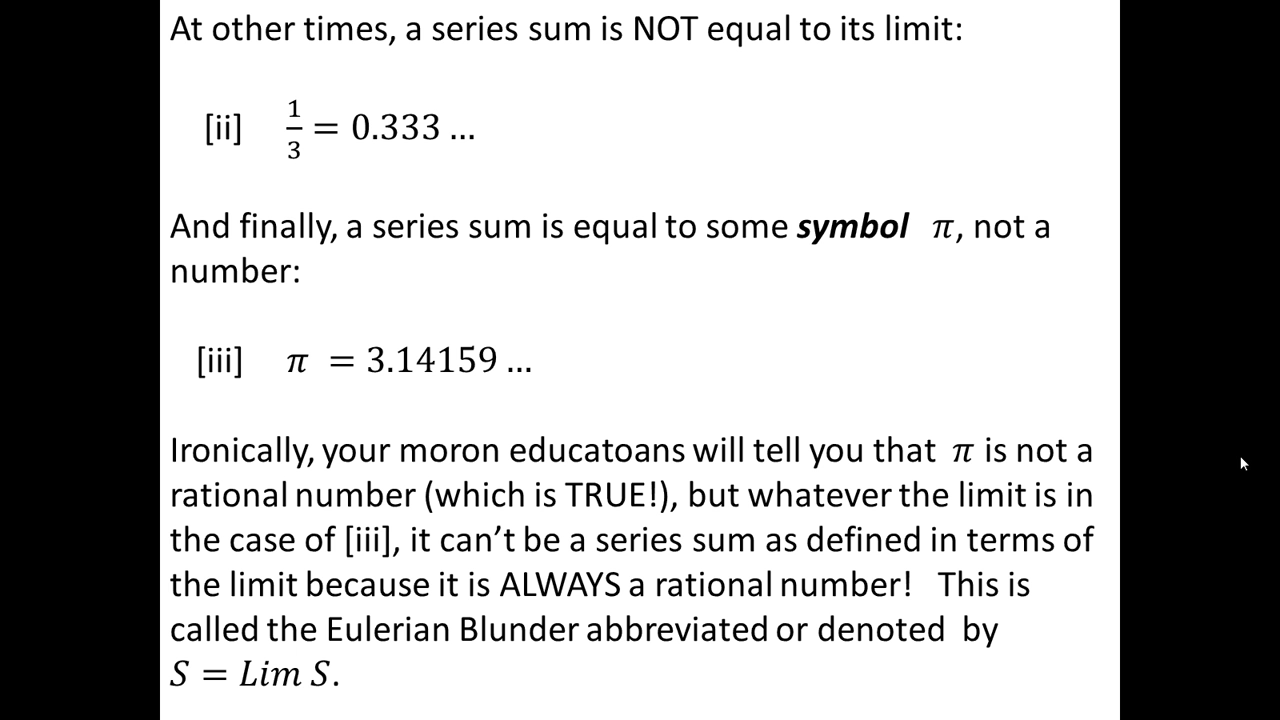 At other times, a series sum is NOT equal to its limit:
[ii] 1/3 = 0.333 ...
And finally, a series sum is equal to some symbol π, not a
number:
[iii] π = 3.14159 ...
Ironically, your moron educatoans will tell you that π is not a
rational number (which is TRUE!), but whatever the limit is in
the case of [iii], it can’t be a series sum as defined in terms of
the limit because it is ALWAYS a rational number! This is
called the Eulerian Blunder abbreviated or denoted by
S = Lim S.